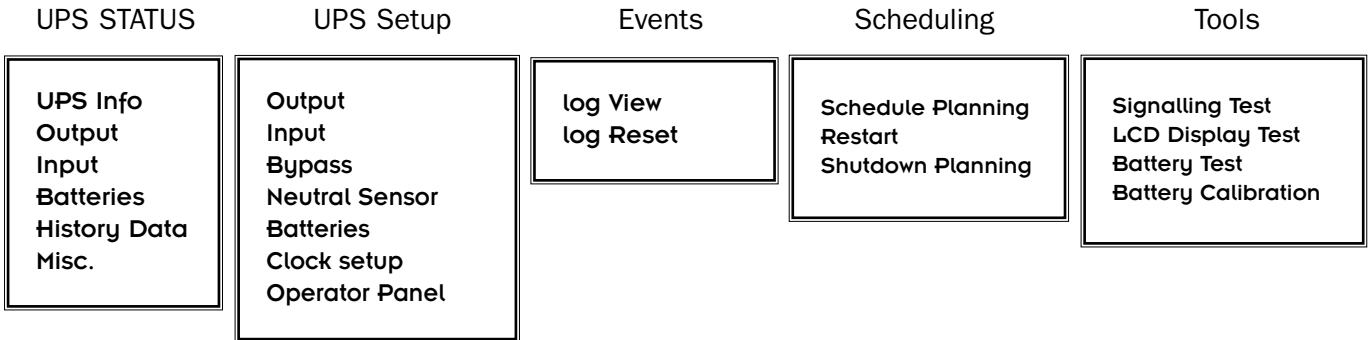 UPS STATUS
UPS Info
Output
Input
Batteries
History Data
Misc.
UPS Setup
Output
Input
Bypass
Neutral Sensor
Batteries
Clock setup
Operator Panel
Events
log View
log Reset
Scheduling
Schedule Planning
Restart
Shutdown Planning
Tools
Signalling Test
LCD Display Test
Battery Test
Battery Calibration